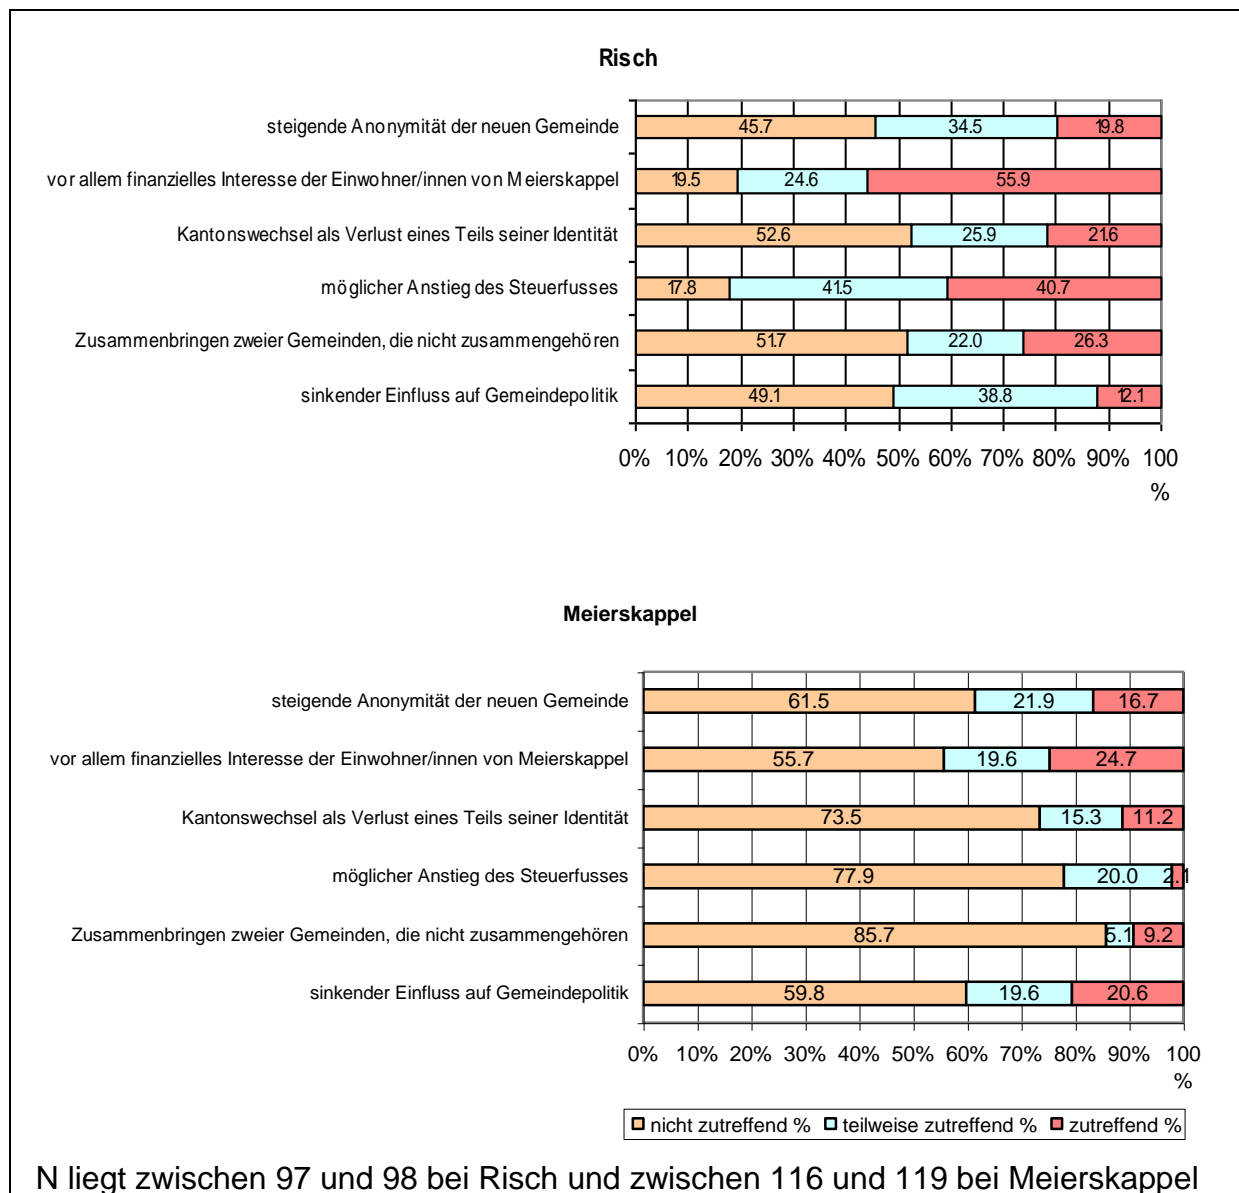 Risch
steigende Anonymität der neuen Gemeinde 45.7 34.5 19.8
vor allem finanzielles Interesse der Einwohner/innen von Meierskappel 19.5 24.6 55.9
Kantonswechsel als Verlust eines Teils seiner Identität 52.6 25.9 21.6
möglicher Anstieg des Steuerfusses 17.8 41.5 40.7
Zusammenbringen zweier Gemeinden, die nicht zusammengehören 51.7 22.0 26.3
sinkender Einfluss auf Gemeindepolitik 49.1 38.8 12.1
0% 10% 20% 30% 40% 50% 60% 70% 80% 90% 100
%
Meierskappel
steigende Anonymität der neuen Gemeinde 61.5 21.9 16.7
vor allem finanzielles Interesse der Einwohner/innen von Meierskappel 55.7 19.6 24.7
Kantonswechsel als Verlust eines Teils seiner Identität 73.5 15.3 11.2
möglicher Anstieg des Steuerfusses 77.9 20.0 2.1
Zusammenbringen zweier Gemeinden, die nicht zusammengehören 85.7 5.1 9.2
sinkender Einfluss auf Gemeindepolitik 59.8 19.6 20.6
0% 10% 20% 30% 40% 50% 60% 70% 80% 90% 100
%
nicht zutreffend % teilweise zutreffend % zutreffend %
N liegt zwischen 97 und 98 bei Risch und zwischen 116 und 119 bei Meierskappel